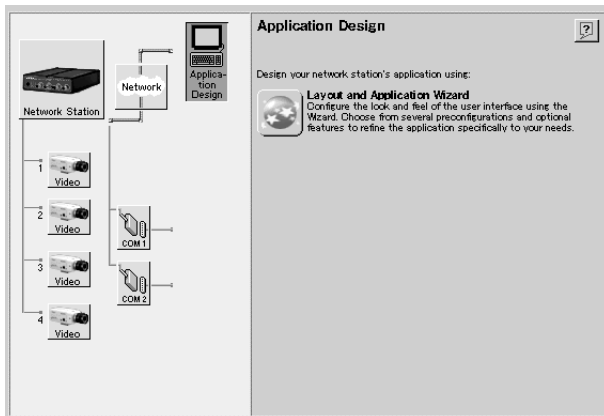 Network Station
Network
Applica-
tion
Design
1
Video
2
Video
3
Video
4
Video
COM 1
COM 2
Application Design
?
Design your network station's application using:
Layout and Application Wizard
Configure the look and feel of the user interface using the
Wizard. Choose from several preconfigurations and optional
features to refine the application specifically to your needs.